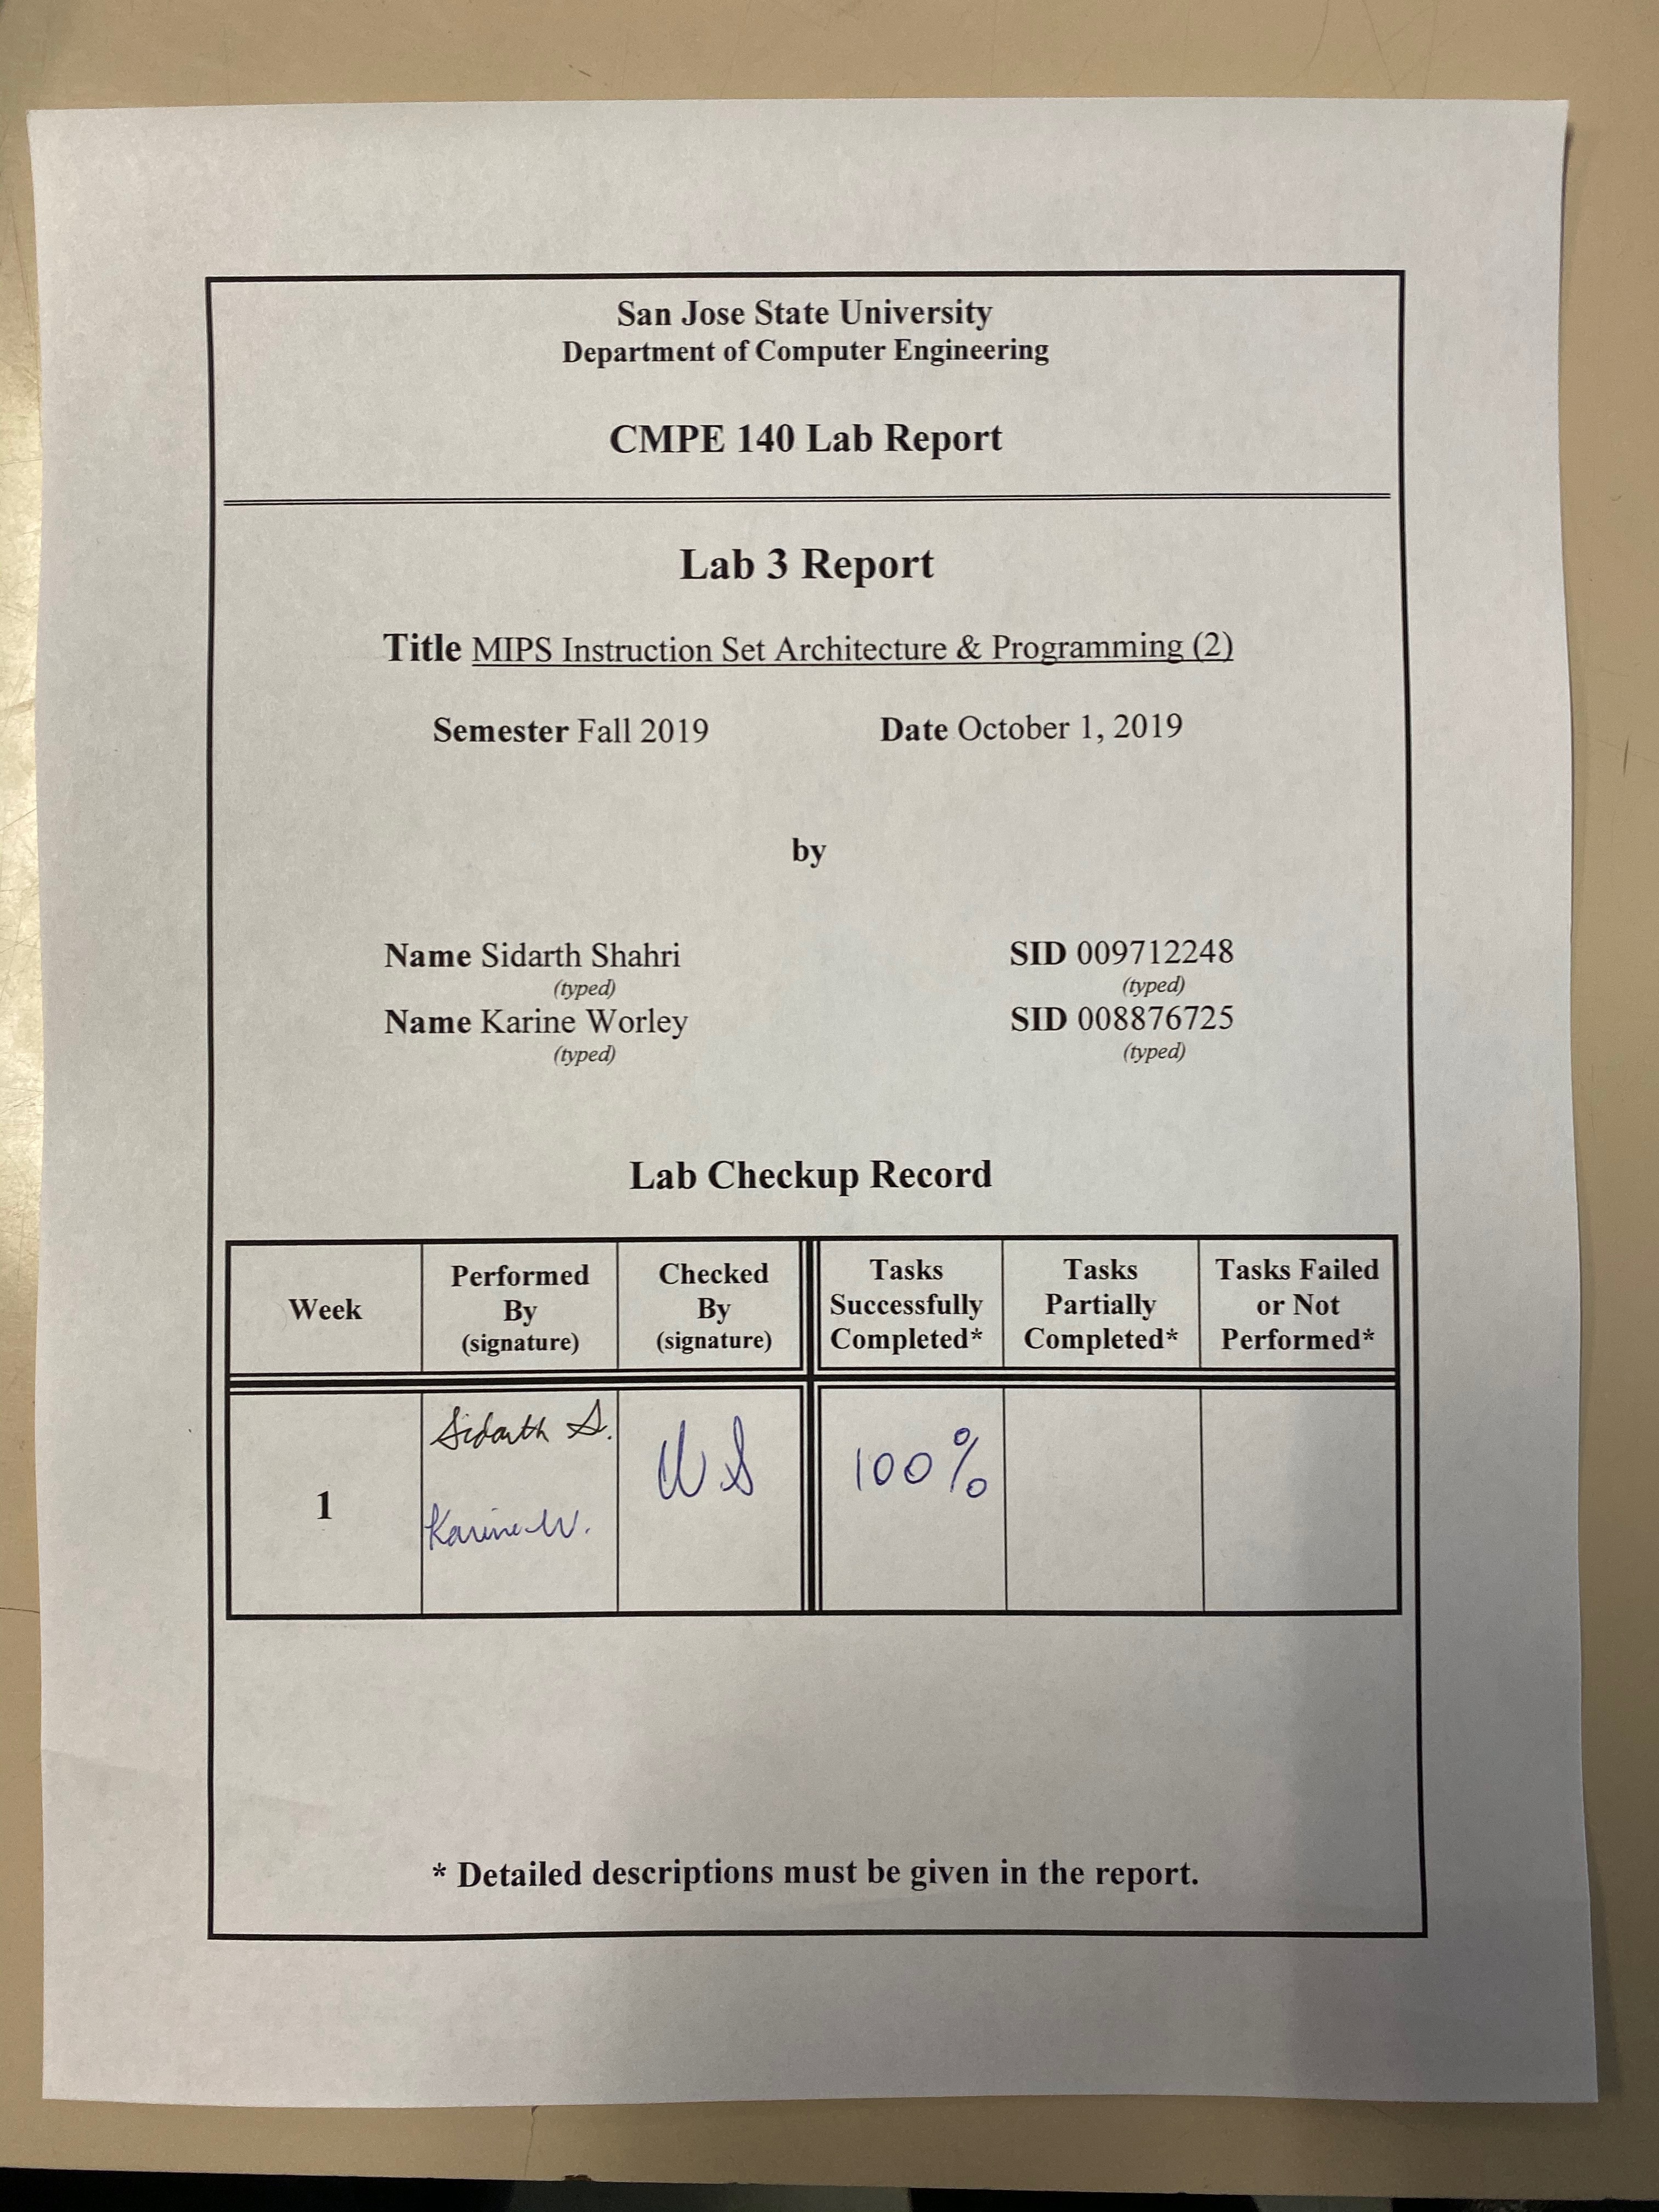 San Jose State University
Department of Computer Engineering
CMPE 140 Lab Report
Lab 3 Report
Title MIPS Instruction Set Architecture & Programming (2)
Semester Fall 2019 Date October 1, 2019
by
Name Sidarth Shahri SID 009712248
(typed) (typed)
Name Karine Worley SID 008876725
(typed) (typed)
Lab Checkup Record
Week
Performed
By
(signature)
Checked
By
(signature)
Tasks
Successfully
Completed*
Tasks
Partially
Completed*
Tasks Failed
or Not
Performed*
1
Sidarth S.
Karine W.
100%
* Detailed descriptions must be given in the report.